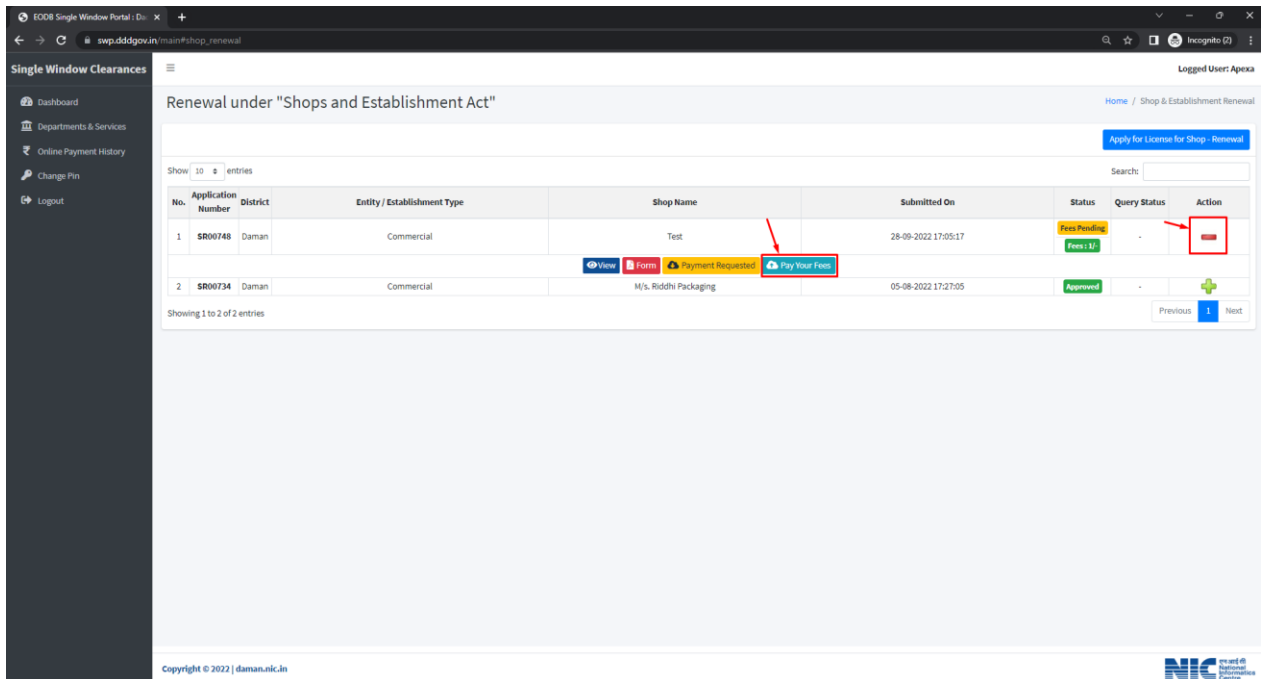 EODB Single Window Portal : Da
swp.dddgov.in/main#shop_renewal
Incognito (2)
Single Window Clearances
Logged User: Apexa
Dashboard
Departments & Services
Online Payment History
Change Pin
Logout
Renewal under "Shops and Establishment Act"
Home / Shop & Establishment Renewal
Apply for License for Shop - Renewal
Show 10 entries
Search:
No. Application Number District Entity / Establishment Type Shop Name Submitted On Status Query Status Action
1 SR00748 Daman Commercial Test 28-09-2022 17:05:17 Fees Pending -
Fees : 1/-
View Form Payment Requested Pay Your Fees
2 SR00734 Daman Commercial M/s. Riddhi Packaging 05-08-2022 17:27:05 Approved -
Showing 1 to 2 of 2 entries
Previous 1 Next
Copyright © 2022 | daman.nic.in
NIC
एन आई सी
National
Informatics
Centre